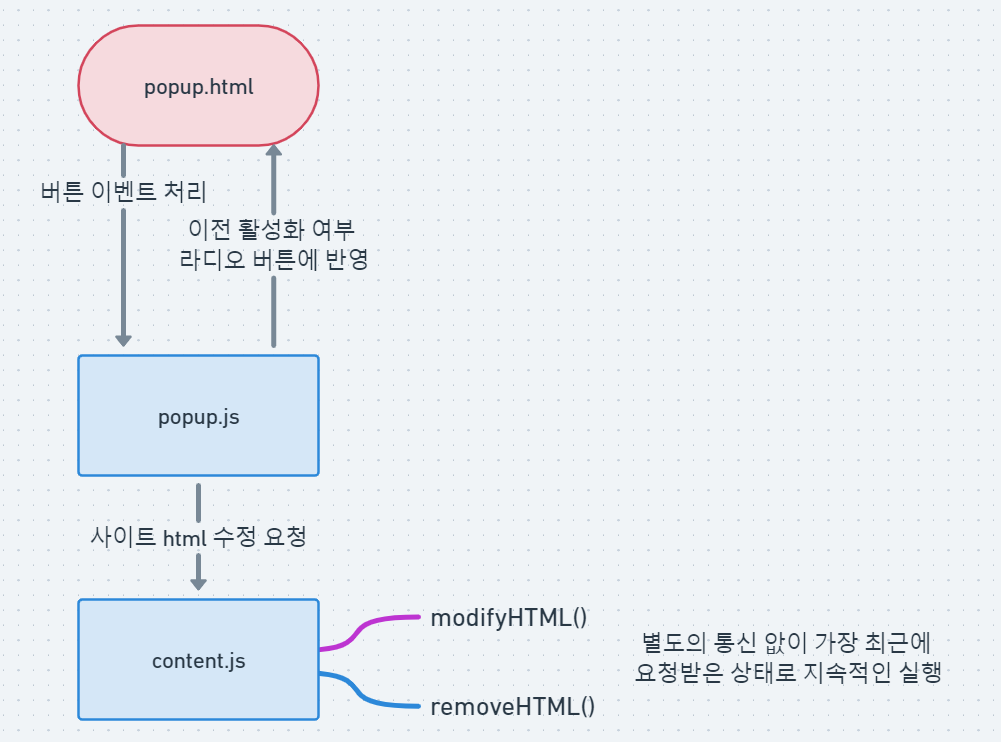 popup.html
버튼 이벤트 처리
이전 활성화 여부
라디오 버튼에 반영
popup.js
사이트 html 수정 요청
content.js
modifyHTML()
removeHTML()
별도의 통신 값이 가장 최근에
요청받은 상태로 지속적인 실행